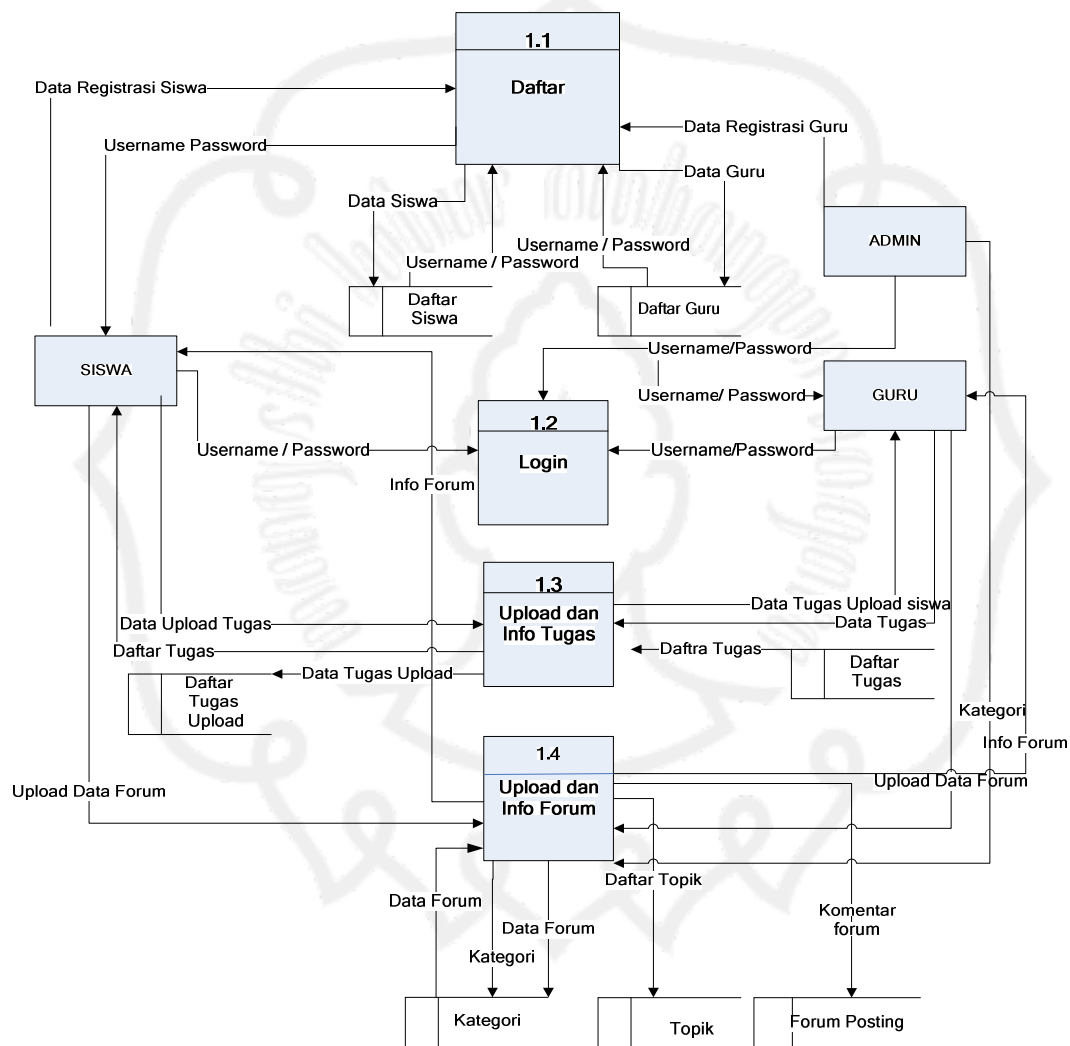 1.1
Daftar
Data Registrasi Siswa
Data Registrasi Guru
Username Password
Data Guru
Data Siswa
ADMIN
Username / Password
Username / Password
Daftar
Siswa
Daftar Guru
Username/Password
SISWA
GURU
Username/ Password
1.2
Login
Username / Password
Username/Password
Info Forum
1.3
Upload dan
Info Tugas
Data Tugas Upload siswa
Data Upload Tugas
Data Tugas
Daftar Tugas
Daftra Tugas
Daftar
Tugas
Data Tugas Upload
Daftar
Tugas
Upload
Kategori
Info Forum
1.4
Upload dan
Info Forum
Upload Data Forum
Upload Data Forum
Daftar Topik
Data Forum
Komentar
forum
Data Forum
Kategori
Kategori
Topik
Forum Posting